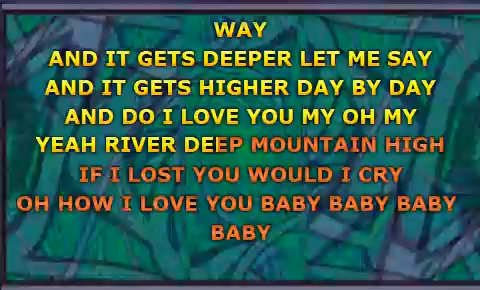 WAY
AND IT GETS DEEPER LET ME SAY
AND IT GETS HIGHER DAY BY DAY
AND DO I LOVE YOU MY OH MY
YEAH RIVER DEEP MOUNTAIN HIGH
IF I LOST YOU WOULD I CRY
OH HOW I LOVE YOU BABY BABY BABY
BABY